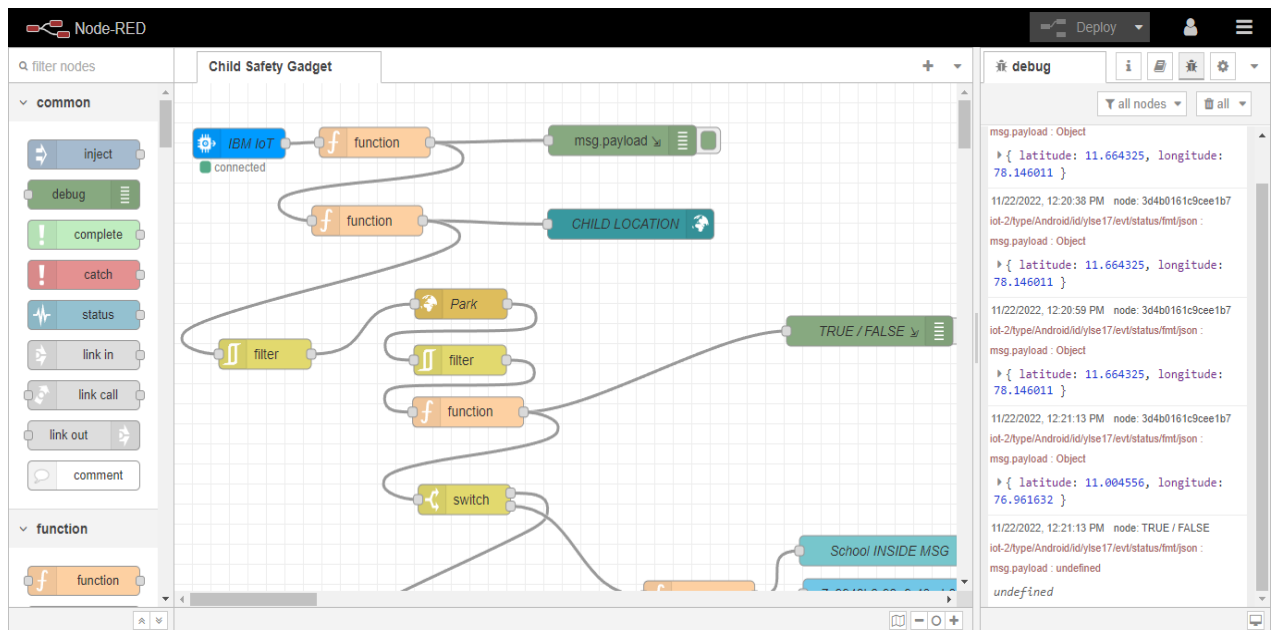 Node-RED
Deploy
filter nodes
common
inject
debug
complete
catch
status
link in
link call
link out
comment
function
function
Child Safety Gadget
IBM IoT
connected
function
msg.payload
function
CHILD LOCATION
Park
filter
filter
TRUE / FALSE
function
switch
School INSIDE MSG
debug
i
all nodes
all
msg.payload : Object
{ latitude: 11.664325, longitude:
78.146011 }
11/22/2022, 12:20:38 PM node: 3d4b0161c9cee1b7
iot-2/type/Android/id/ylse17/evt/status/fmt/json :
msg.payload : Object
{ latitude: 11.664325, longitude:
78.146011 }
11/22/2022, 12:20:59 PM node: 3d4b0161c9cee1b7
iot-2/type/Android/id/ylse17/evt/status/fmt/json :
msg.payload : Object
{ latitude: 11.664325, longitude:
78.146011 }
11/22/2022, 12:21:13 PM node: 3d4b0161c9cee1b7
iot-2/type/Android/id/ylse17/evt/status/fmt/json :
msg.payload : Object
{ latitude: 11.004556, longitude:
76.961632 }
11/22/2022, 12:21:13 PM node: TRUE / FALSE
iot-2/type/Android/id/ylse17/evt/status/fmt/json :
msg.payload : undefined
undefined